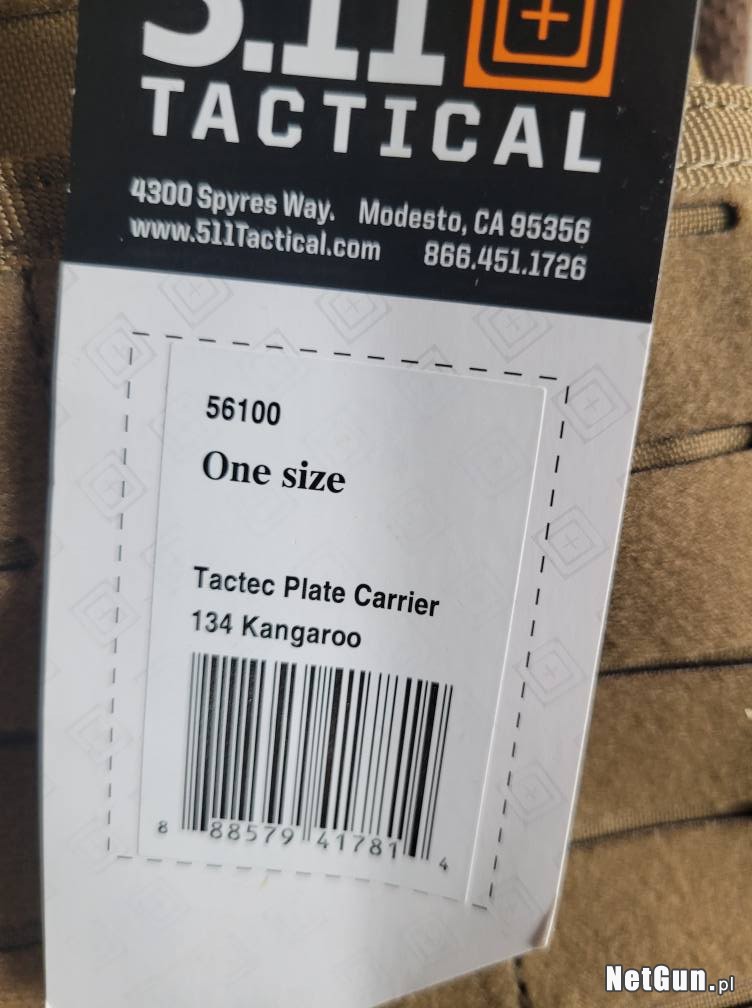 5.11
TACTICAL
4300 Spyres Way. Modesto, CA 95356
www.511Tactical.com 866.451.1726
56100
One size
Tactec Plate Carrier
134 Kangaroo
8 88579 41781 4
NetGun.pl